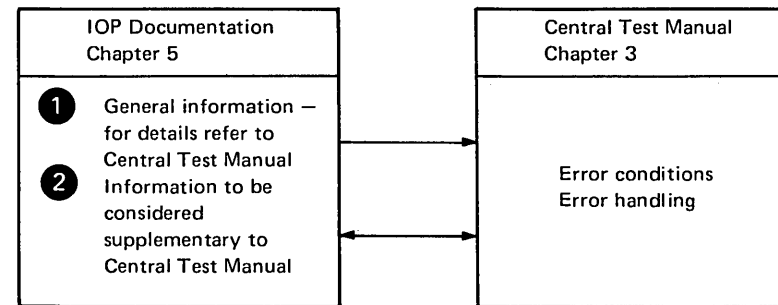 IOP Documentation
Chapter 5
1 General information —
for details refer to
Central Test Manual
2 Information to be
considered
supplementary to
Central Test Manual
Central Test Manual
Chapter 3
Error conditions
Error handling